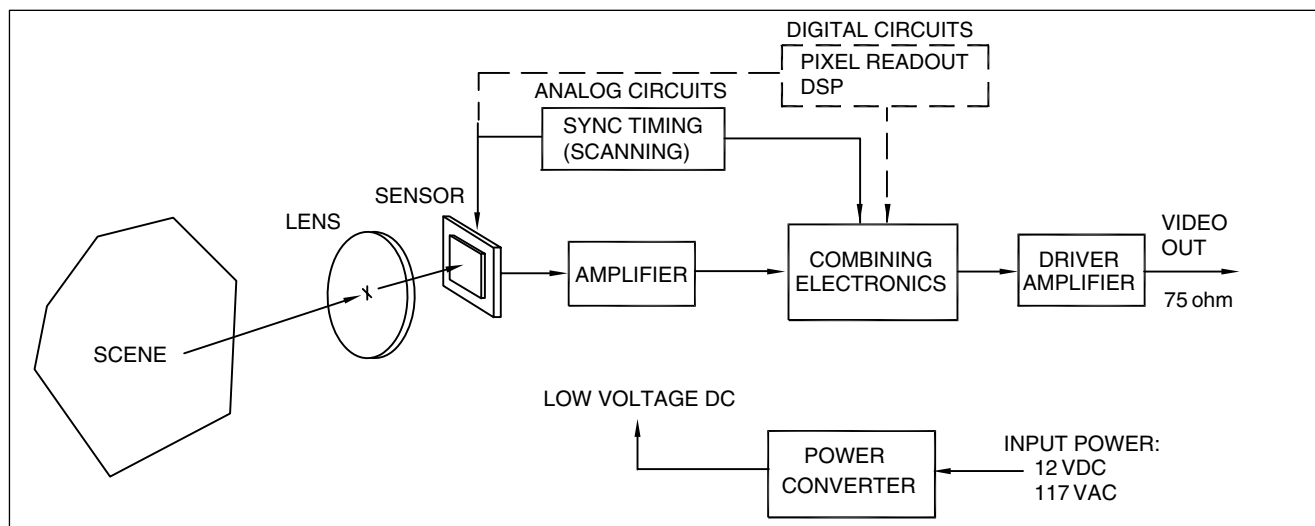 DIGITAL CIRCUITS
PIXEL READOUT
DSP
ANALOG CIRCUITS
SYNC TIMING
(SCANNING)
SENSOR
LENS
SCENE
AMPLIFIER
COMBINING
ELECTRONICS
DRIVER
AMPLIFIER
VIDEO
OUT
75 ohm
LOW VOLTAGE DC
POWER
CONVERTER
INPUT POWER:
12 VDC
117 VAC